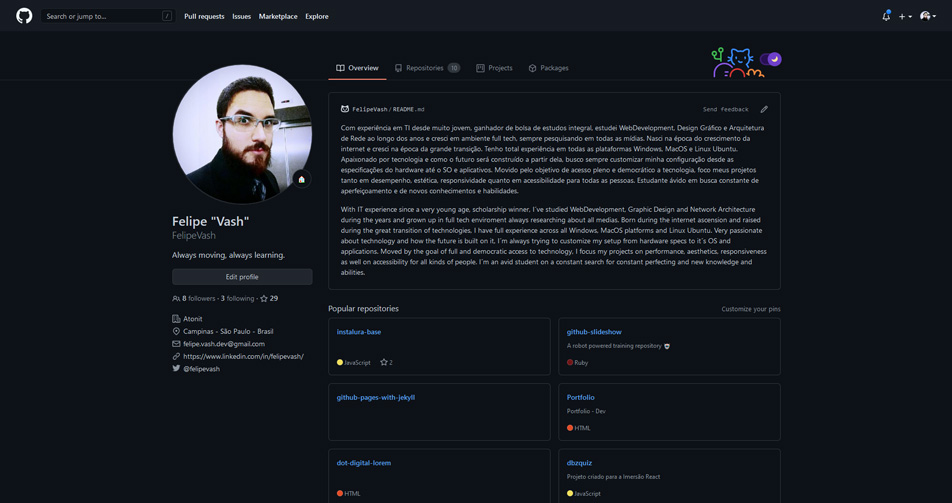 Search or jump to...
/
Pull requests
Issues
Marketplace
Explore
Overview
Repositories 10
Projects
Packages
FelipeVash / README.md
Send feedback
Com experiência em TI desde muito jovem, ganhador de bolsa de estudos integral, estudei WebDevelopment, Design Gráfico e Arquitetura
de Rede ao longo dos anos e cresci em ambiente full tech, sempre pesquisando em todas as mídias. Nasci na época do crescimento da
internet e cresci na época da grande transição. Tenho total experiência em todas as plataformas Windows, MacOS e Linux Ubuntu.
Apaixonado por tecnologia e como o futuro será construído a partir dela, busco sempre customizar minha configuração desde as
especificações do hardware até o SO e aplicativos. Movido pelo objetivo de acesso pleno e democrático a tecnologia, foco meus projetos
tanto em desempenho, estética, responsividade quanto em acessibilidade para todas as pessoas. Estudante ávido em busca constante de
aperfeiçoamento e de novos conhecimentos e habilidades.
With IT experience since a very young age, scholarship winner, I´ve studied WebDevelopment, Graphic Design and Network Architecture
during the years and grown up in full tech enviroment always researching about all medias. Born during the internet ascension and raised
during the great transition of technologies, I have full experience across all Windows, MacOS platforms and Linux Ubuntu. Very passionate
about technology and how the future is built on it, I´m always trying to customize my setup from hardware specs to it´s OS and
applications. Moved by the goal of full and democratic access to technology, I focus my projects on performance, aesthetics, responsiveness
as well on accessibility for all kinds of people. I´m an avid student on a constant search for constant perfecting and new knowledge and
abilities.
Felipe "Vash"
FelipeVash
Always moving, always learning.
Edit profile
8 followers · 3 following · 29
Atonit
Campinas - São Paulo - Brasil
felipe.vash.dev@gmail.com
https://www.linkedin.com/in/felipevash/
@felipevash
Popular repositories
Customize your pins
instalura-base
JavaScript 2
github-slideshow
A robot powered training repository
Ruby
github-pages-with-jekyll
Portfolio
Portfolio - Dev
HTML
dot-digital-lorem
HTML
dbzquiz
Projeto criado para a Imersão React
JavaScript